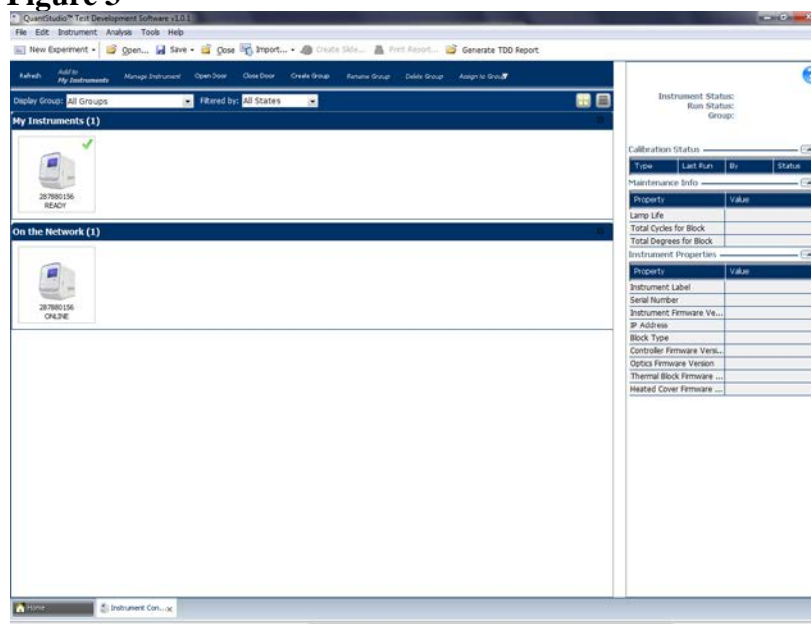 Figure 3
QuantStudio™ Test Development Software v1.0.1
File Edit Instrument Analysis Tools Help
New Experiment Open... Save Close Import... Create Slide... Print Report... Generate TDD Report
Refresh Add to My Instruments Manage Instrument Open Door Close Door Create Group Rename Group Delete Group Assign to Group
Display Group: All Groups Filtered by: All States
My Instruments (1)
287880156
READY
On the Network (1)
287880156
ONLINE
Instrument Status:
Run Status:
Group:
Calibration Status
Type Last Run By Status
Maintenance Info
Property Value
Lamp Life
Total Cycles for Block
Total Degrees for Block
Instrument Properties
Property Value
Instrument Label
Serial Number
Instrument Firmware Ve...
IP Address
Block Type
Controller Firmware Versi...
Optics Firmware Version
Thermal Block Firmware ...
Heated Cover Firmware ...
Home Instrument Con... x